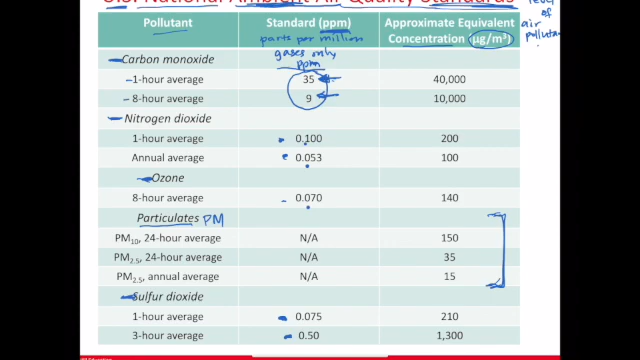 U.S. National Ambient Air Quality Standards
level of air pollutan
Pollutant Standard (ppm) Approximate Equivalent Concentration (µg/m³)
parts per million
gases only
ppm
Carbon monoxide
1-hour average 35 40,000
8-hour average 9 10,000
Nitrogen dioxide
1-hour average 0.100 200
Annual average 0.053 100
Ozone
8-hour average 0.070 140
Particulates PM
PM₁₀, 24-hour average N/A 150
PM₂.₅, 24-hour average N/A 35
PM₂.₅, annual average N/A 15
Sulfur dioxide
1-hour average 0.075 210
3-hour average 0.50 1,300